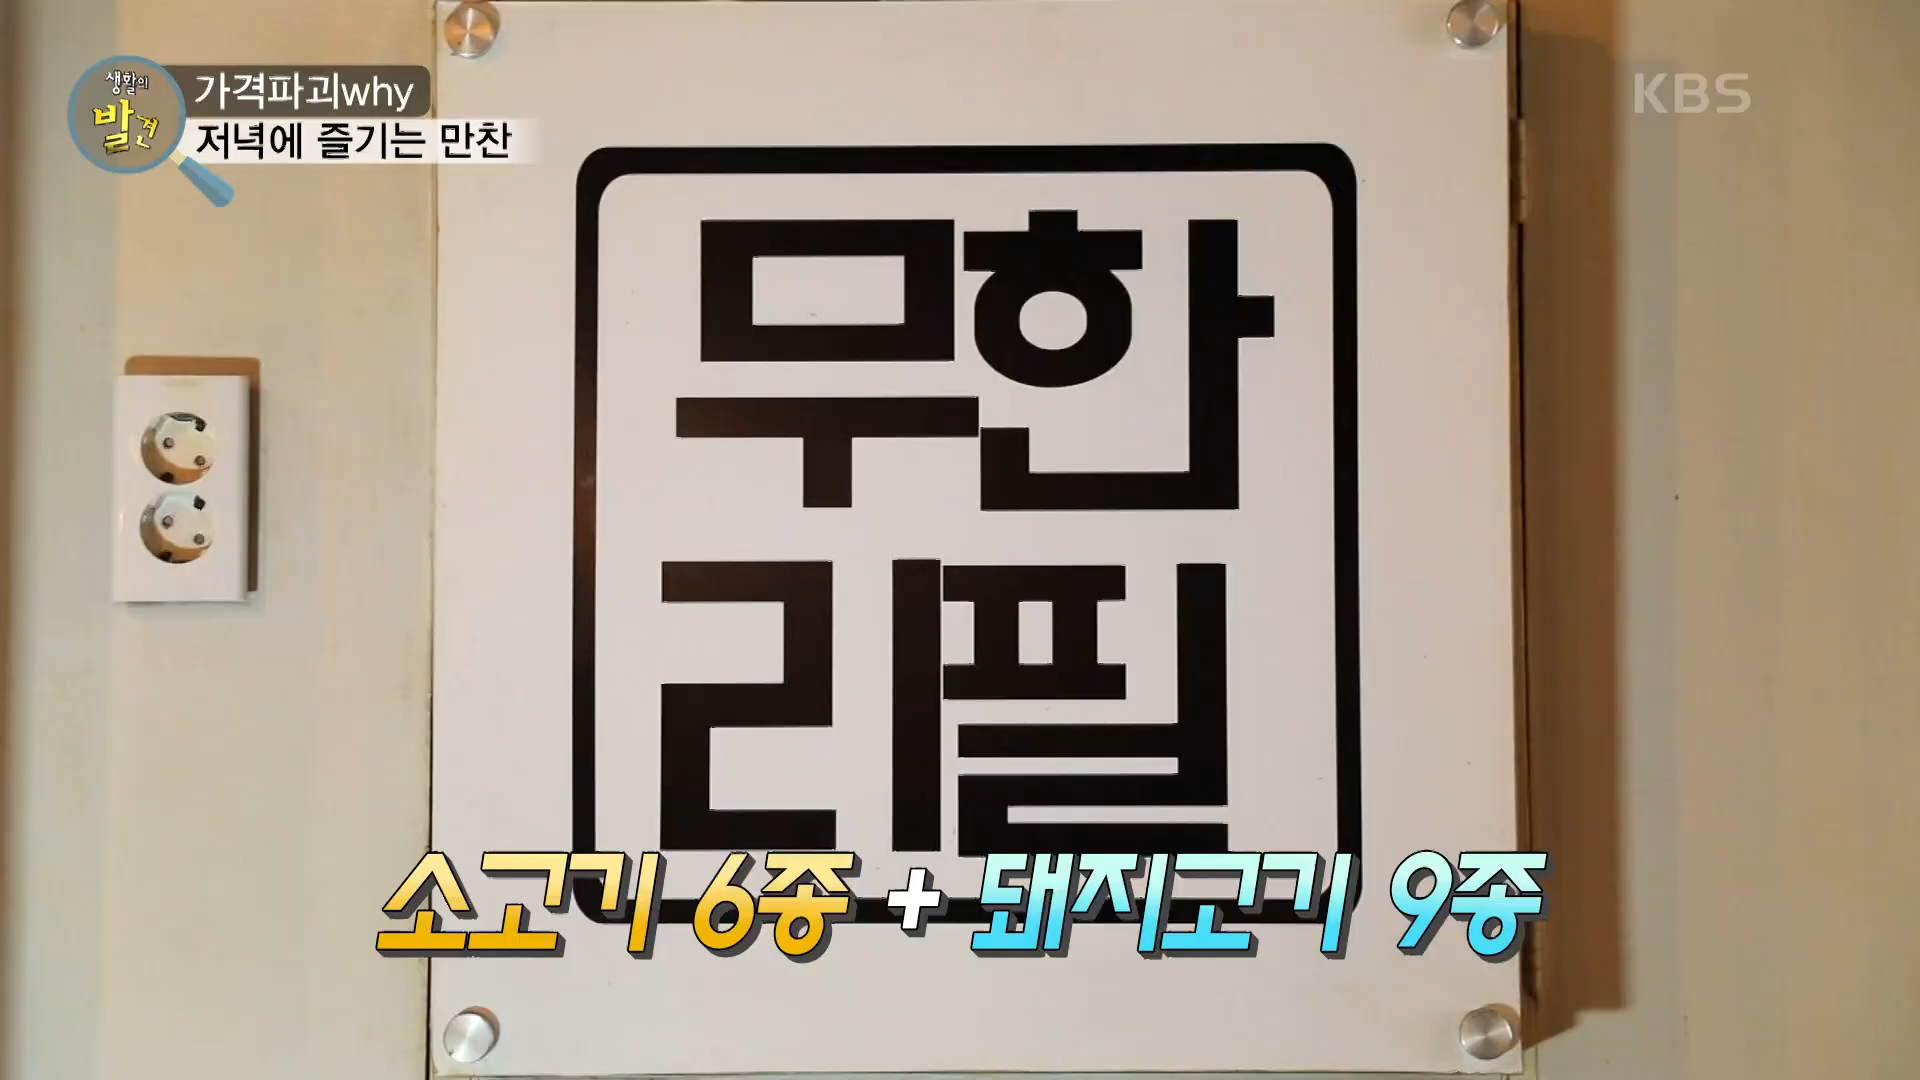 생활의
발견
가격파괴why
저녁에 즐기는 만찬
KBS
무한
리필
소고기 6종 + 돼지고기 9종